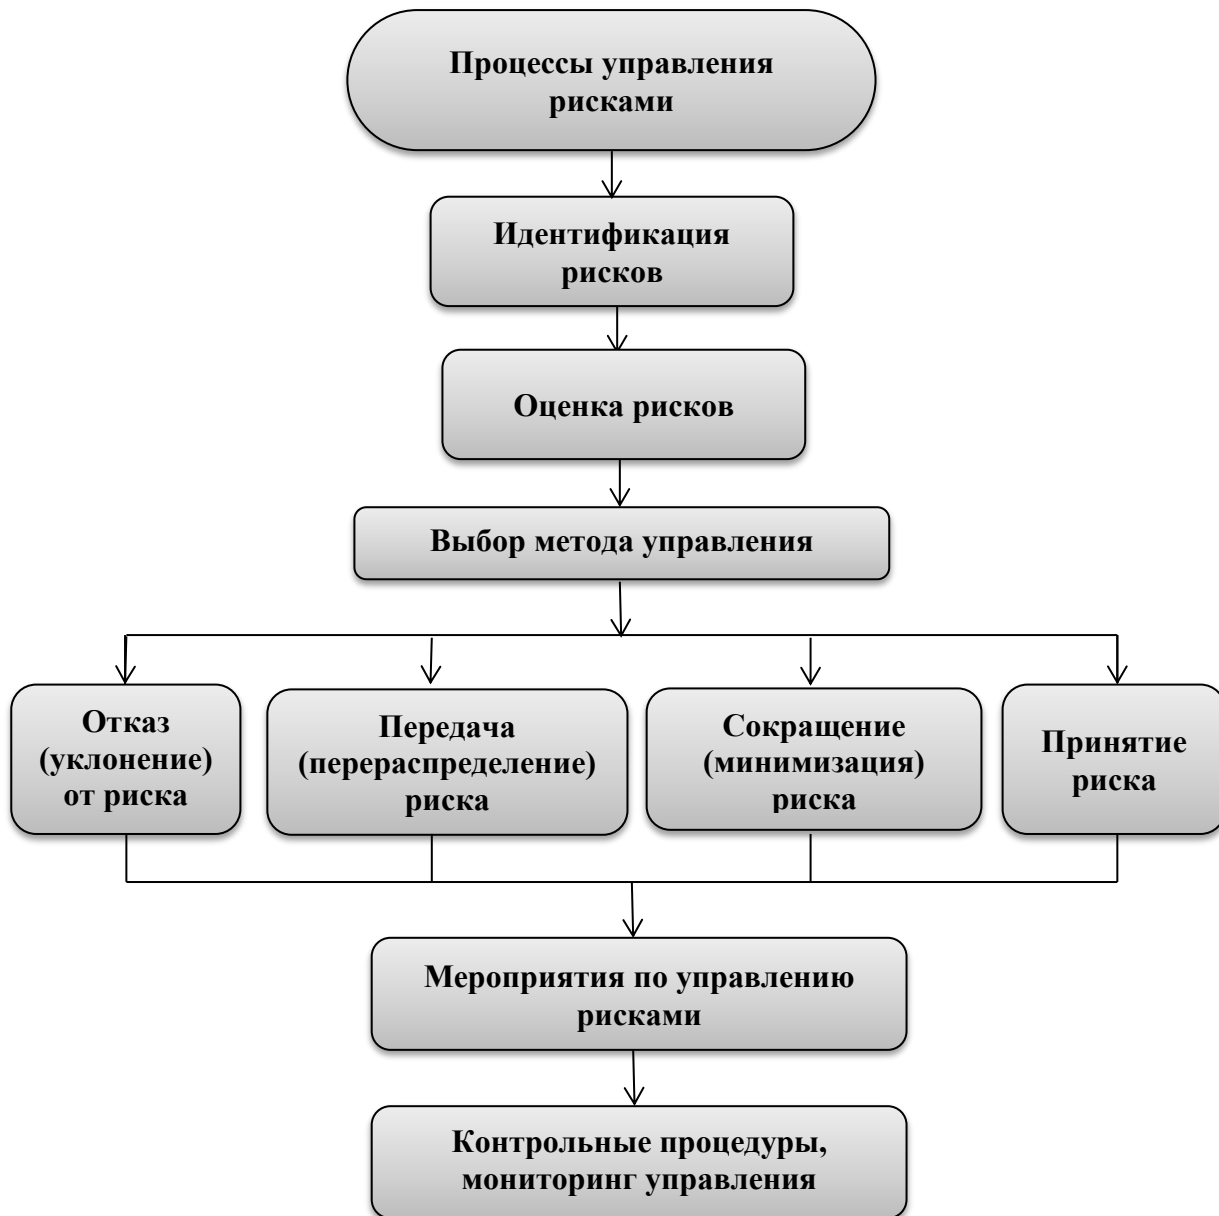 Процессы управления
рисками
Идентификация
рисков
Оценка рисков
Выбор метода управления
Отказ
(уклонение)
от риска
Передача
(перераспределение)
риска
Сокращение
(минимизация)
риска
Принятие
риска
Мероприятия по управлению
рисками
Контрольные процедуры,
мониторинг управления